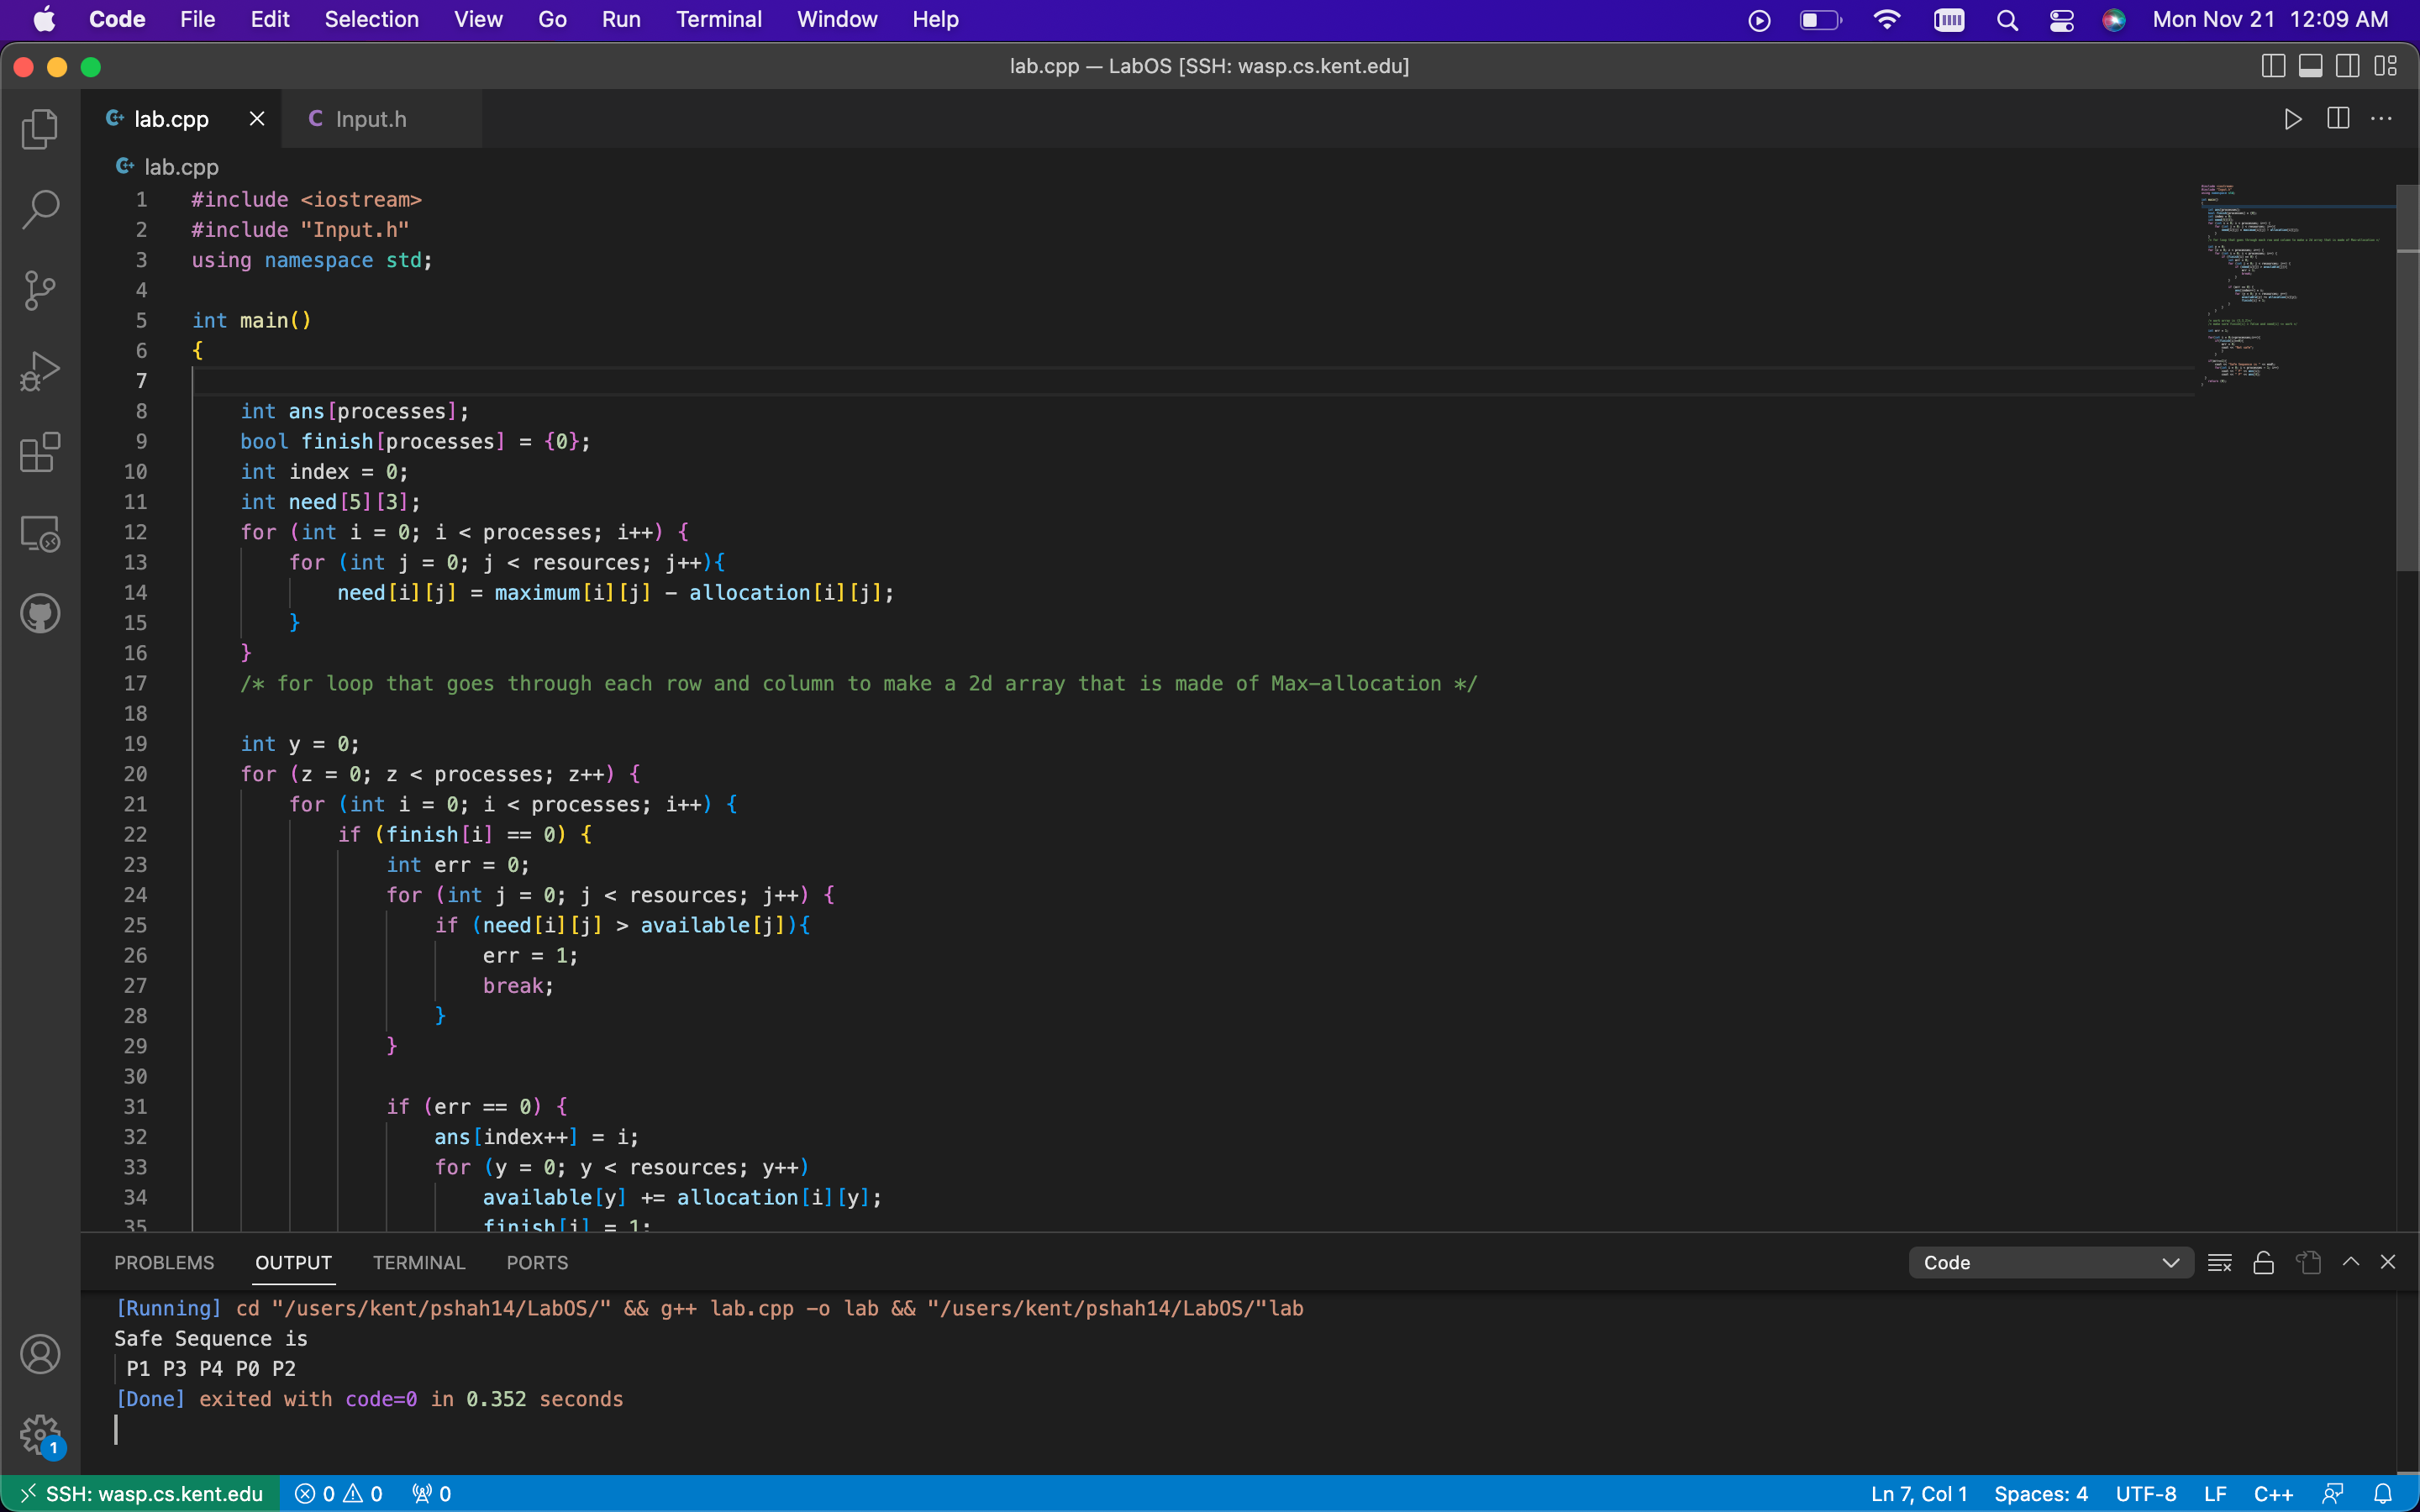 Code File Edit Selection View Go Run Terminal Window Help Mon Nov 21 12:09 AM
lab.cpp — LabOS [SSH: wasp.cs.kent.edu]
lab.cpp Input.h
lab.cpp
1 #include <iostream>
2 #include "Input.h"
3 using namespace std;
4
5 int main()
6 {
7
8 int ans[processes];
9 bool finish[processes] = {0};
10 int index = 0;
11 int need[5][3];
12 for (int i = 0; i < processes; i++) {
13 for (int j = 0; j < resources; j++){
14 need[i][j] = maximum[i][j] - allocation[i][j];
15 }
16 }
17 /* for loop that goes through each row and column to make a 2d array that is made of Max-allocation */
18
19 int y = 0;
20 for (z = 0; z < processes; z++) {
21 for (int i = 0; i < processes; i++) {
22 if (finish[i] == 0) {
23 int err = 0;
24 for (int j = 0; j < resources; j++) {
25 if (need[i][j] > available[j]){
26 err = 1;
27 break;
28 }
29 }
30
31 if (err == 0) {
32 ans[index++] = i;
33 for (y = 0; y < resources; y++)
34 available[y] += allocation[i][y];
35 finish[i] = 1;
PROBLEMS OUTPUT TERMINAL PORTS Code
[Running] cd "/users/kent/pshah14/LabOS/" && g++ lab.cpp -o lab && "/users/kent/pshah14/LabOS/"lab
Safe Sequence is
P1 P3 P4 P0 P2
[Done] exited with code=0 in 0.352 seconds
1
SSH: wasp.cs.kent.edu 0 0 0 Ln 7, Col 1 Spaces: 4 UTF-8 LF C++